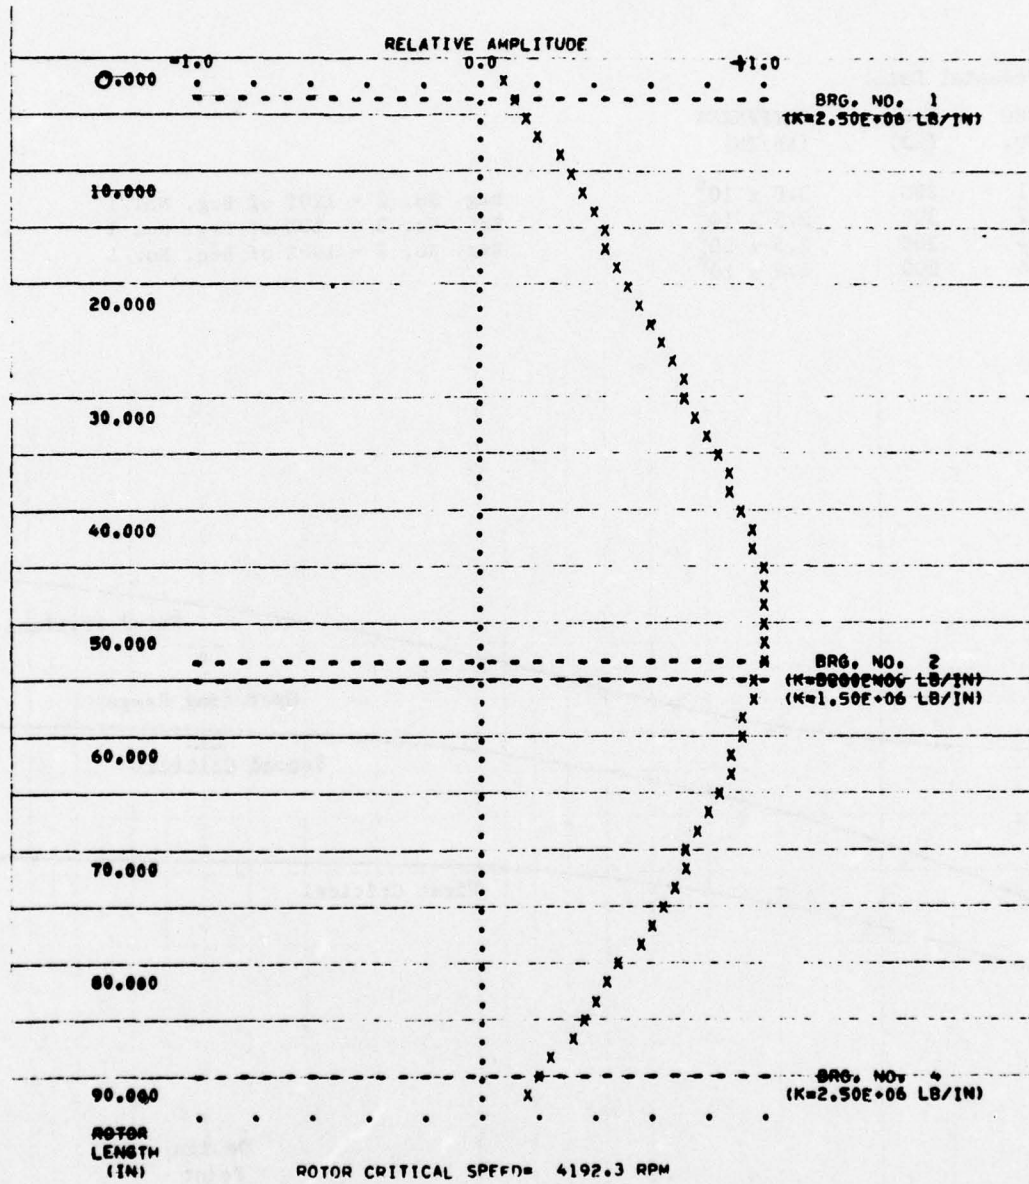 RELATIVE AMPLITUDE
-1.0 0.0 +1.0
0.000
BRG. NO. 1
(K=2.50E+06 LB/IN)
10.000
20.000
30.000
40.000
50.000
BRG. NO. 2
LB/IN)
(K=1.50E+06 LB/IN)
60.000
70.000
80.000
BRG. NO. 4
90.000
(K=2.50E+06 LB/IN)
ROTOR
LENGTH
(IN)
ROTOR CRITICAL SPEED= 4192.3 RPM